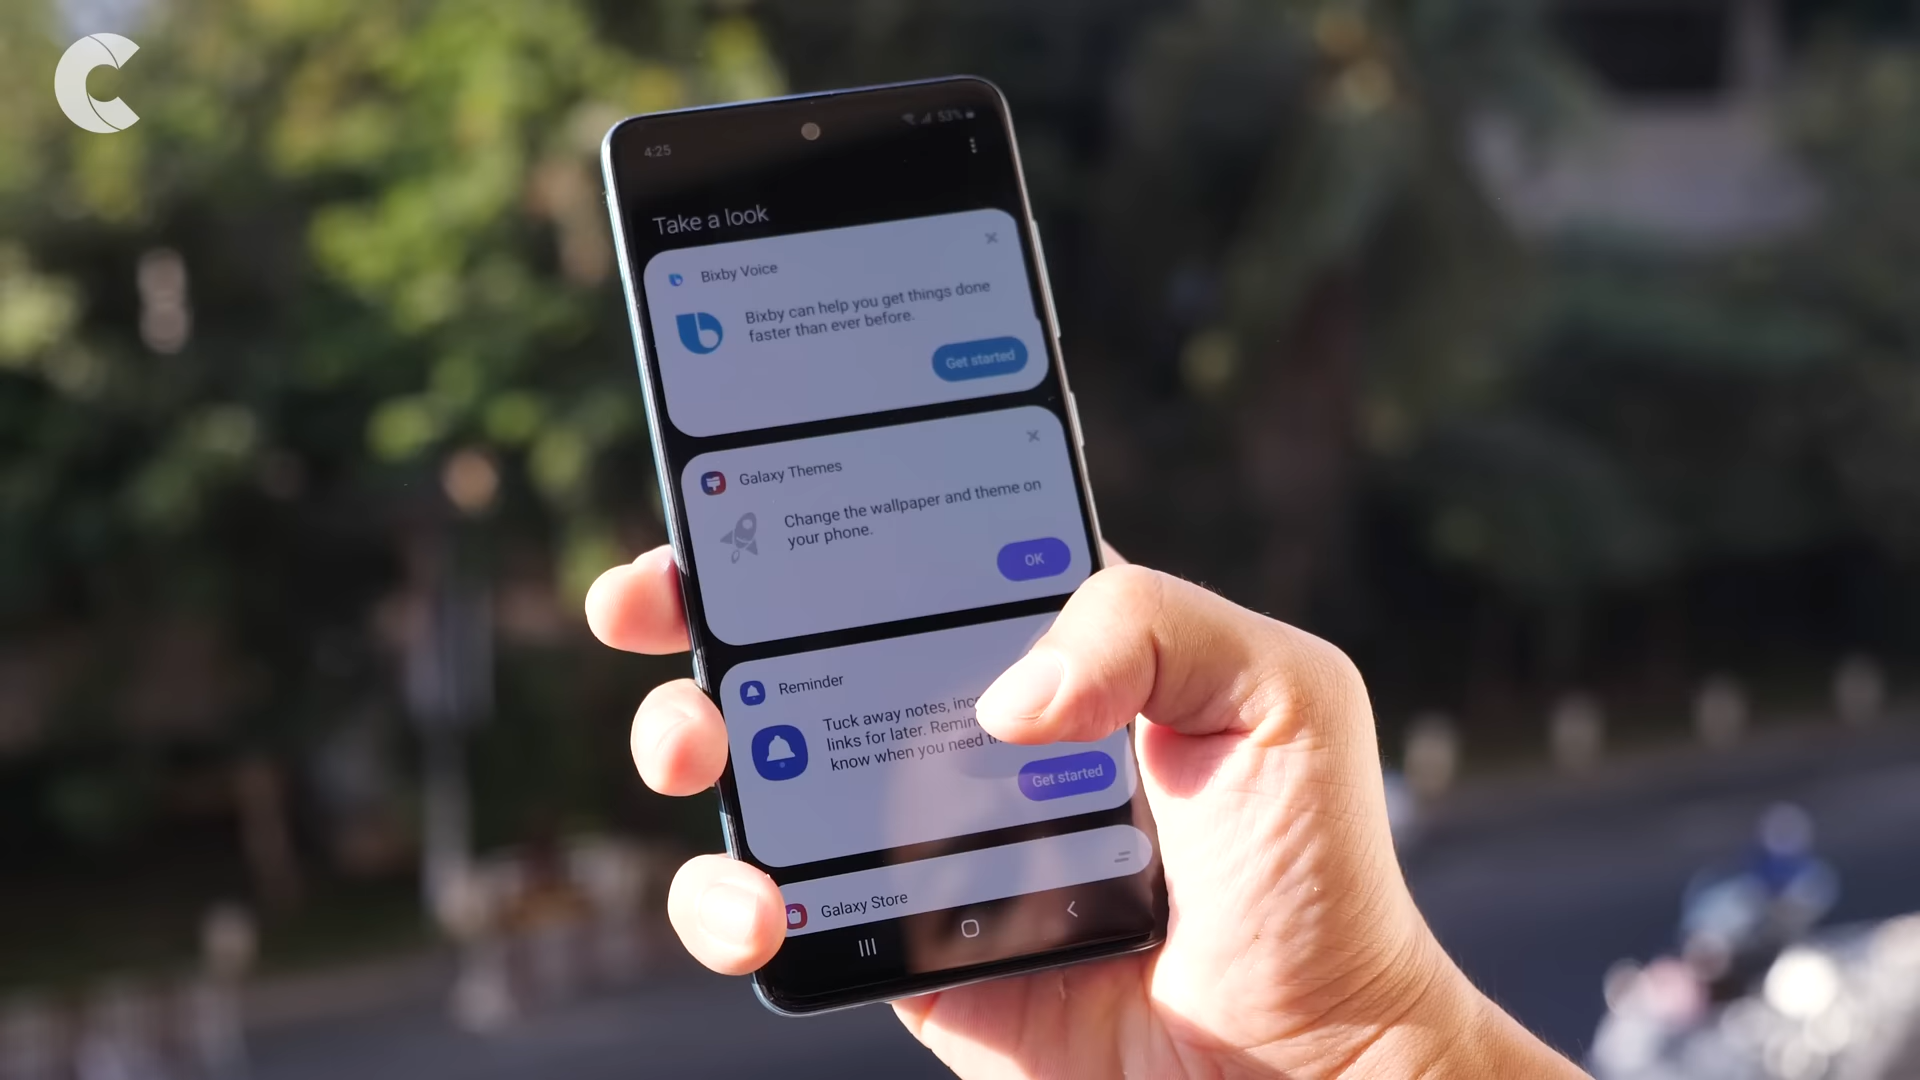 4:25
53%
Take a look
Bixby Voice
Bixby can help you get things done
faster than ever before.
Get started
Galaxy Themes
Change the wallpaper and theme on
your phone.
OK
Reminder
Tuck away notes,
links for later.
know when you need
Get started
Galaxy Store